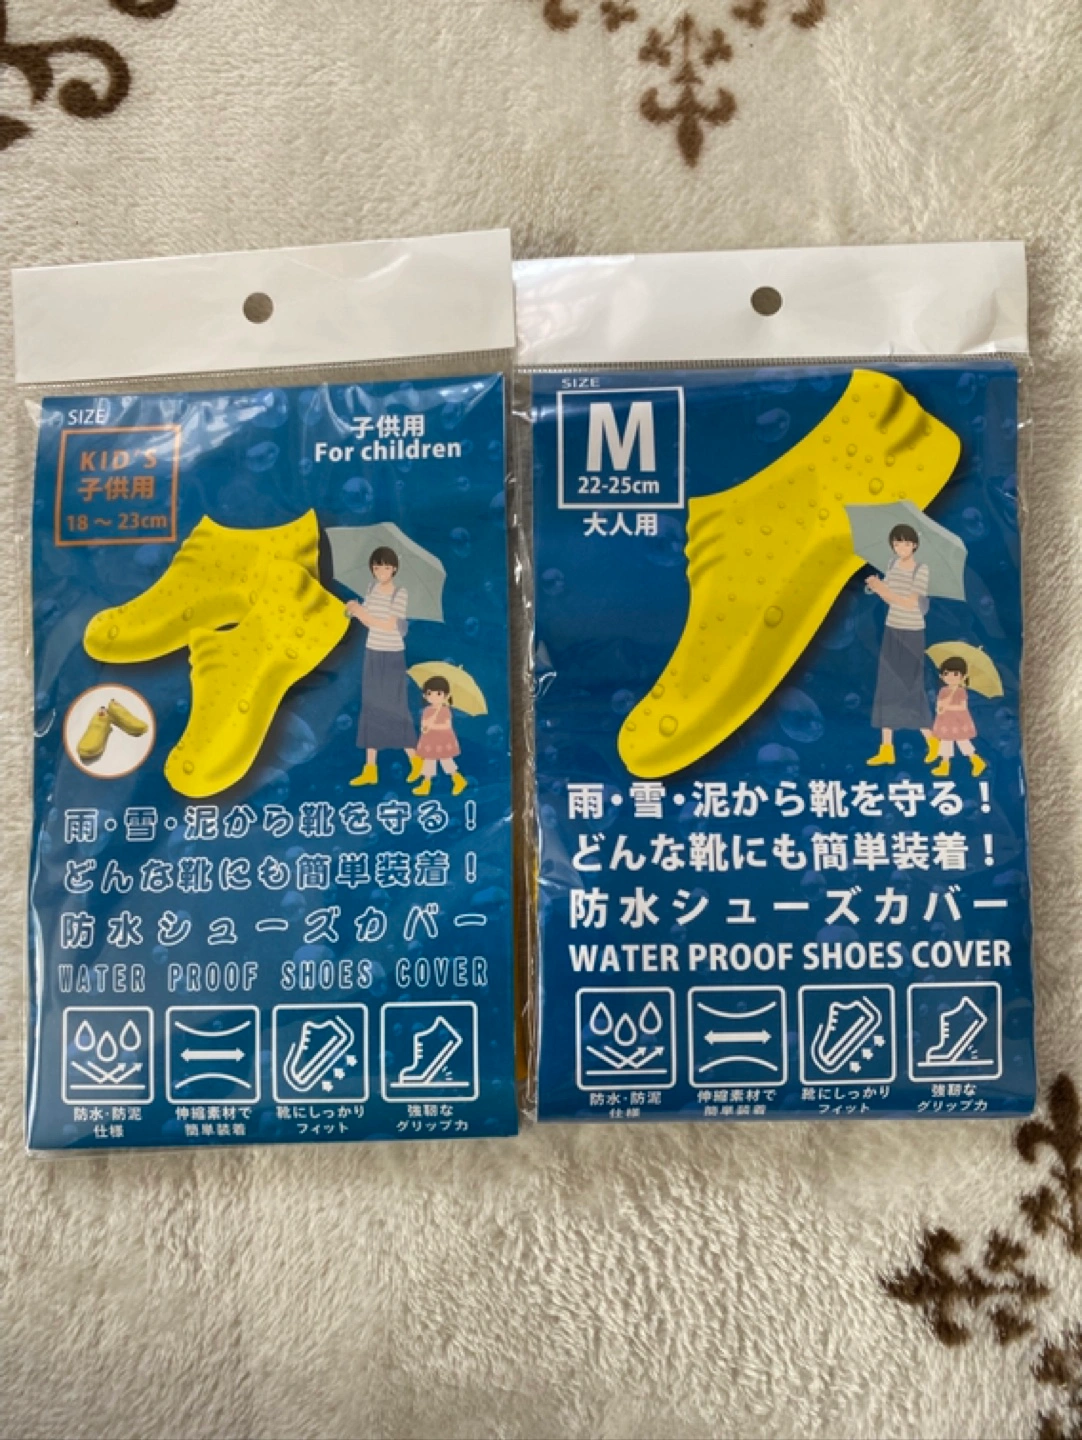 SIZE
KID'S
子供用
18～23cm
子供用
For children
雨・雪・泥から靴を守る！
どんな靴にも簡単装着！
防水シューズカバー
WATER PROOF SHOES COVER
防水・防泥
仕様
伸縮素材で
簡単装着
靴にしっかり
フィット
強靭な
グリップ力
SIZE
M
22-25cm
大人用
雨・雪・泥から靴を守る！
どんな靴にも簡単装着！
防水シューズカバー
WATER PROOF SHOES COVER
防水・防泥
仕様
伸縮素材で
簡単装着
靴にしっかり
フィット
強靭な
グリップ力